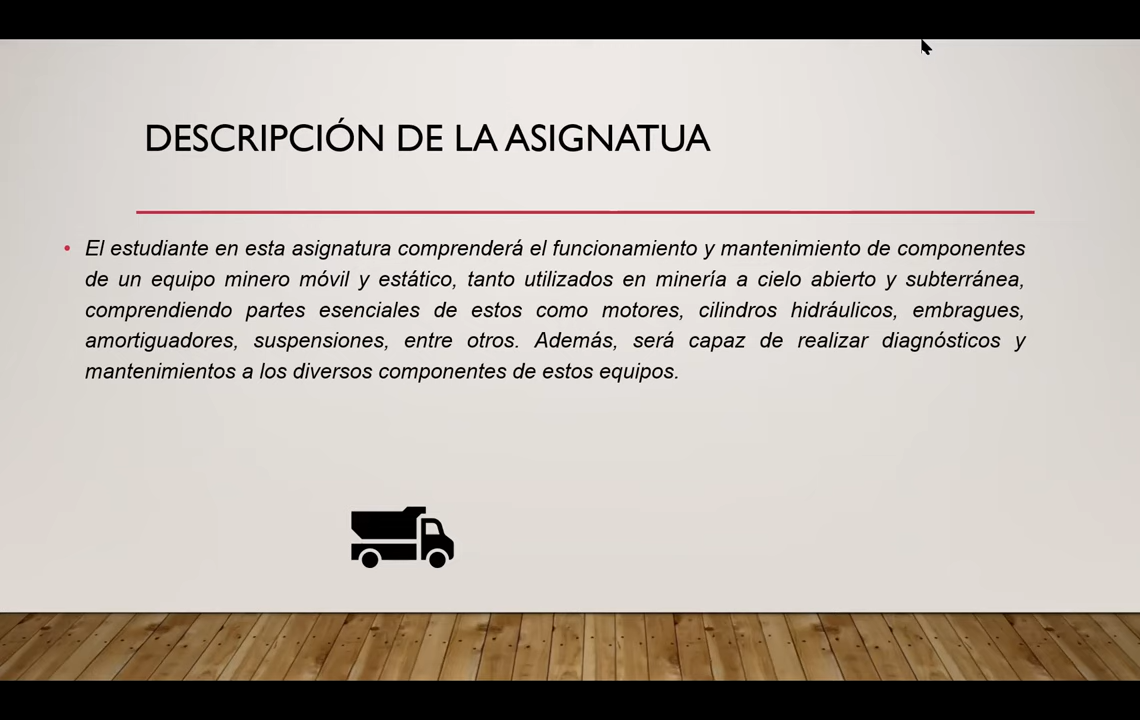 DESCRIPCIÓN DE LA ASIGNATUA
• El estudiante en esta asignatura comprenderá el funcionamiento y mantenimiento de componentes
de un equipo minero móvil y estático, tanto utilizados en minería a cielo abierto y subterránea,
comprendiendo partes esenciales de estos como motores, cilindros hidráulicos, embragues,
amortiguadores, suspensiones, entre otros. Además, será capaz de realizar diagnósticos y
mantenimientos a los diversos componentes de estos equipos.